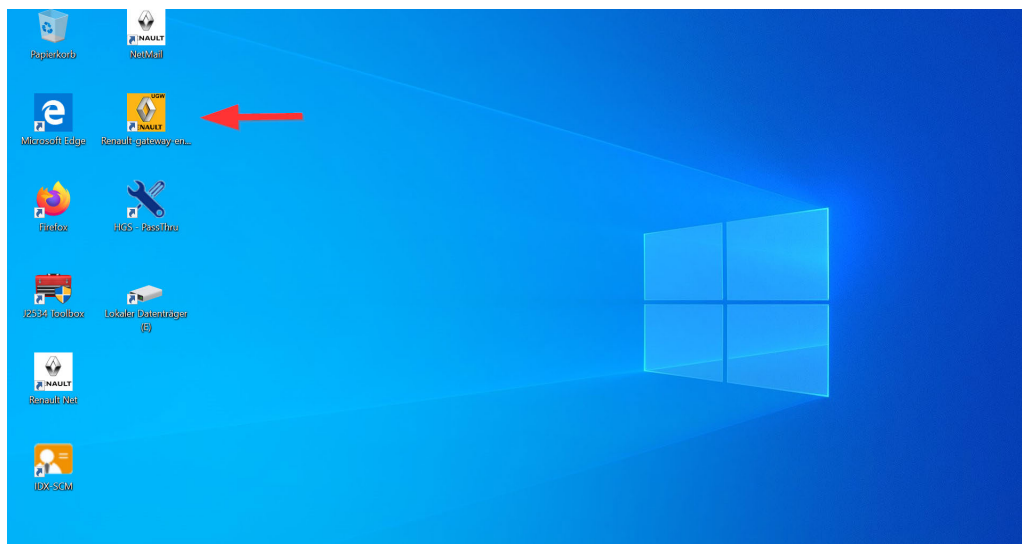 Papierkorb
NAULT
NetMail
Microsoft Edge
UGW
NAULT
Renault-gateway-en...
Firefox
HGS - PassThru
J2534 Toolbox
Lokaler Datenträger
(E)
NAULT
Renault Net
IDX-SCM